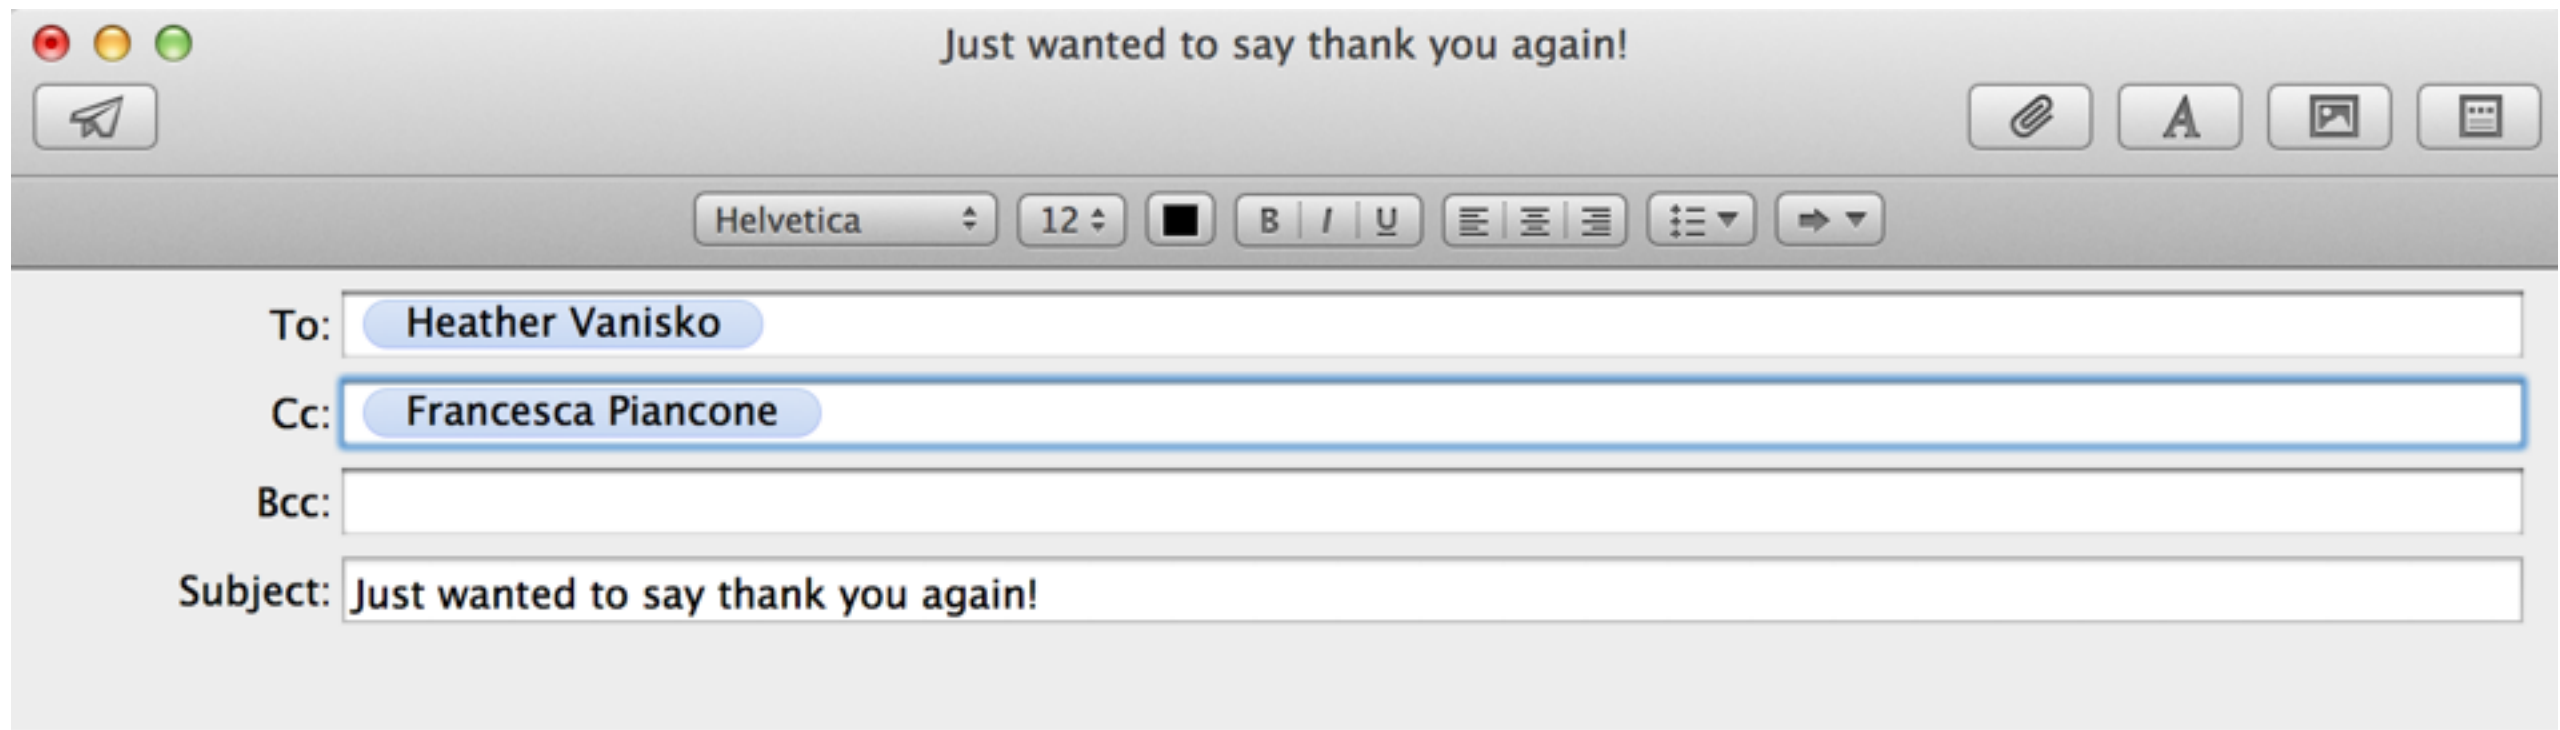 Just wanted to say thank you again!
A
Helvetica 12 B I U
To: Heather Vanisko
Cc: Francesca Piancone
Bcc:
Subject: Just wanted to say thank you again!